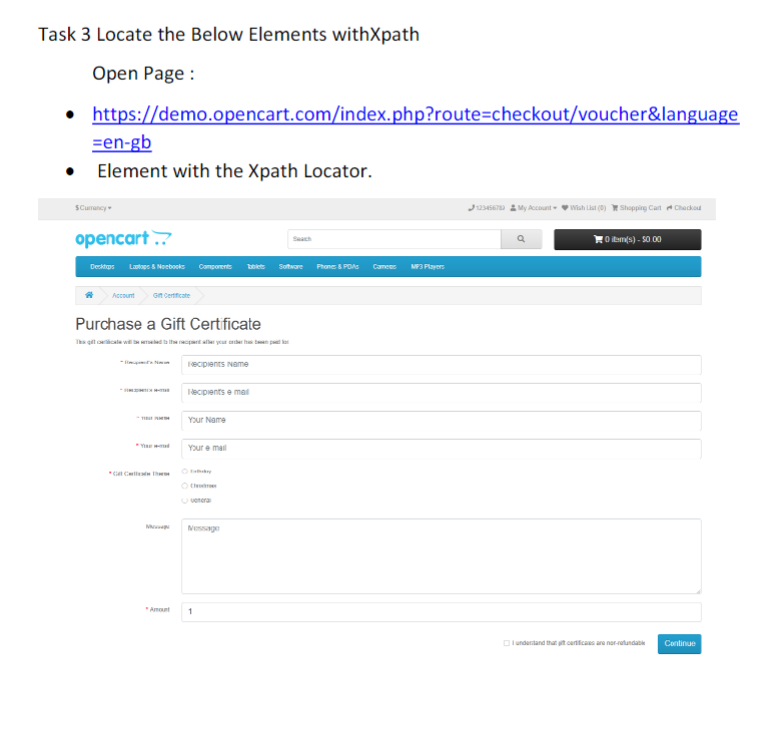 Task 3 Locate the Below Elements withXpath
Open Page :
https://demo.opencart.com/index.php?route=checkout/voucher&language
=en-gb
Element with the Xpath Locator.
$ Currency 123456789 My Account Wish List (0) Shopping Cart Checkout
opencart Search 0 item(s) - $0.00
Desktops Laptops & Notebooks Components Tablets Software Phones & PDAs Cameras MP3 Players
Account Gift Certificate
Purchase a Gift Certificate
This gift certificate will be emailed to the recipient after your order has been paid for.
* Recipient's Name Recipient's Name
* Recipient's e-mail Recipient's e-mail
* Your Name Your Name
* Your e-mail Your e-mail
* Gift Certificate Theme Birthday
Christmas
General
Message Message
* Amount 1
I understand that gift certificates are non-refundable Continue